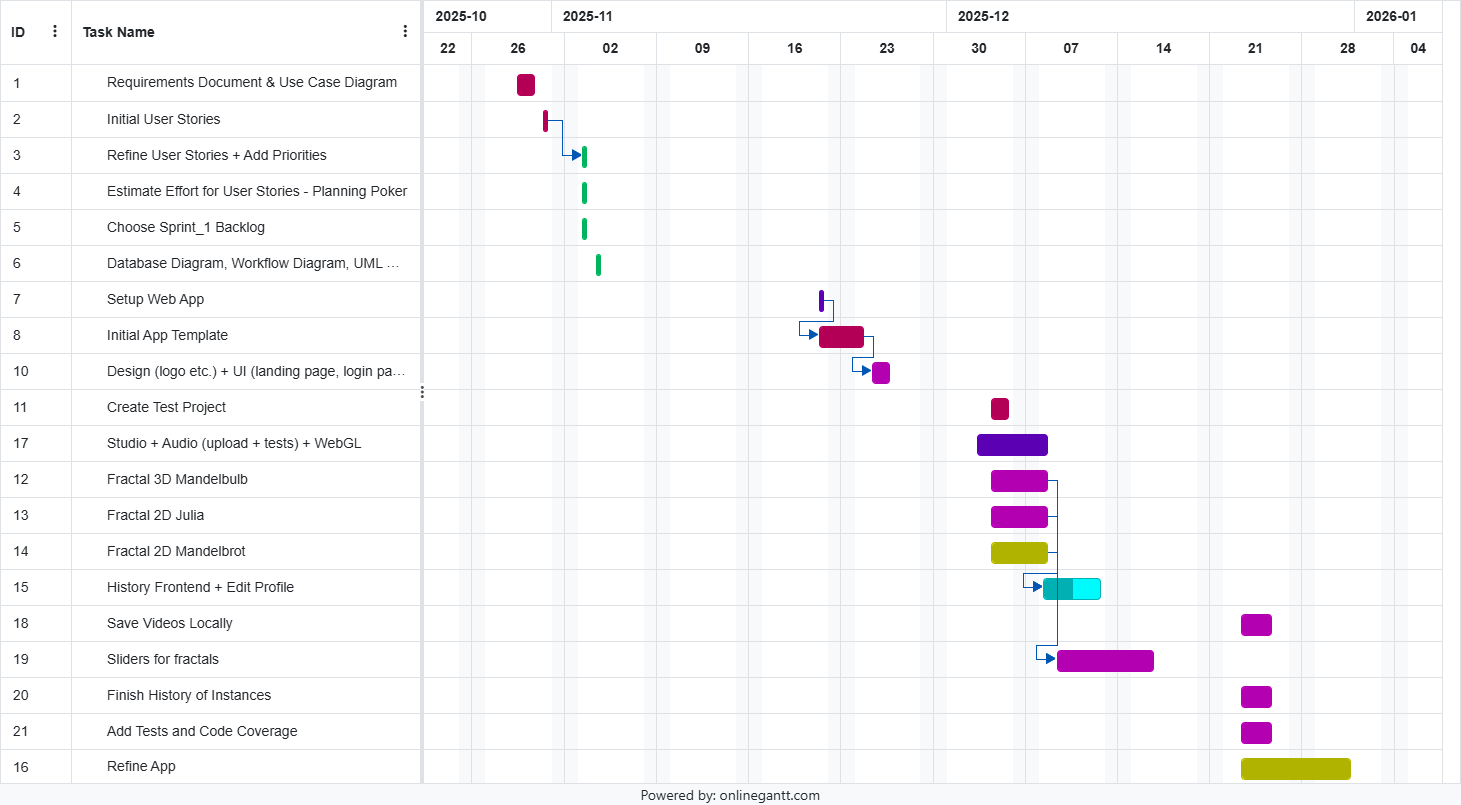 2025-10 2025-11 2025-12 2026-01
ID Task Name
22 26 02 09 16 23 30 07 14 21 28 04
1 Requirements Document & Use Case Diagram
2 Initial User Stories
3 Refine User Stories + Add Priorities
4 Estimate Effort for User Stories - Planning Poker
5 Choose Sprint_1 Backlog
6 Database Diagram, Workflow Diagram, UML ...
7 Setup Web App
8 Initial App Template
10 Design (logo etc.) + UI (landing page, login pa...
11 Create Test Project
17 Studio + Audio (upload + tests) + WebGL
12 Fractal 3D Mandelbulb
13 Fractal 2D Julia
14 Fractal 2D Mandelbrot
15 History Frontend + Edit Profile
18 Save Videos Locally
19 Sliders for fractals
20 Finish History of Instances
21 Add Tests and Code Coverage
16 Refine App
Powered by: onlinegantt.com